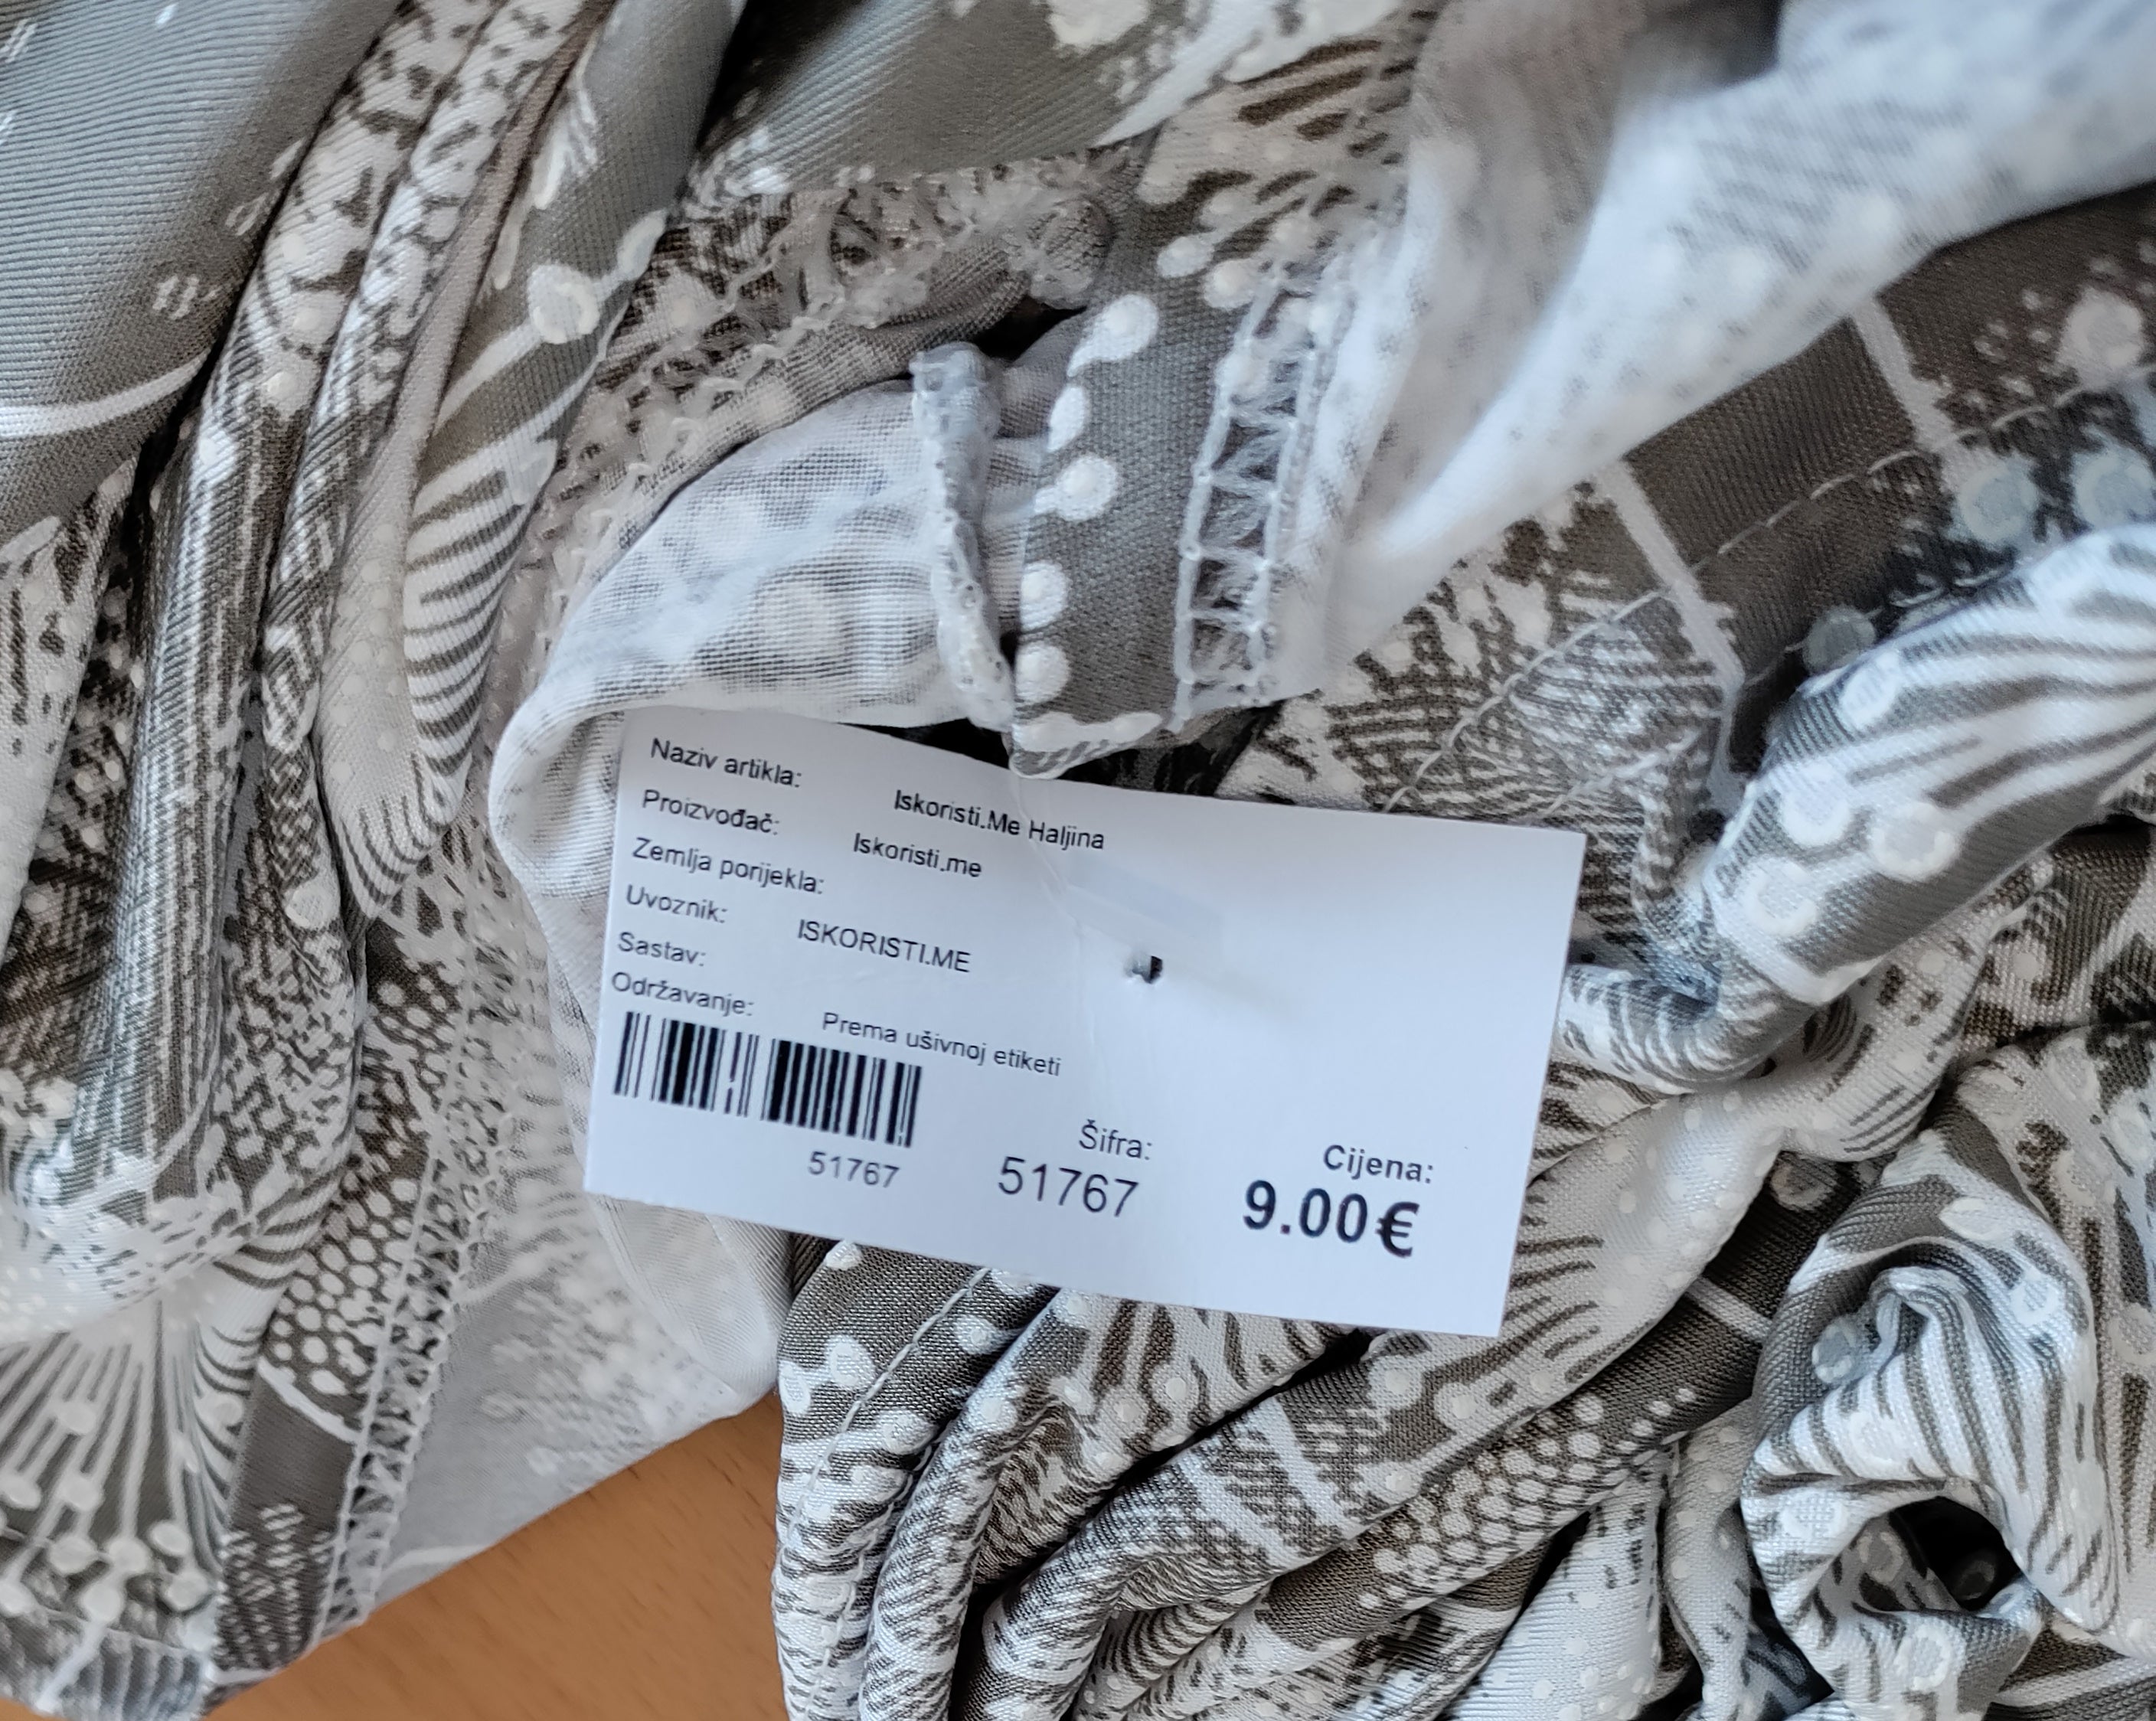 Naziv artikla: Iskoristi.Me Haljina
Proizvođač: Iskoristi.me
Zemlja porijekla:
Uvoznik: ISKORISTI.ME
Sastav:
Održavanje: Prema ušivnoj etiketi
51767
Šifra:
51767
Cijena:
9.00€